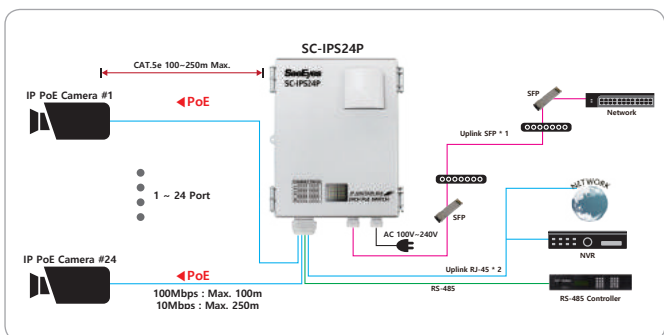 SC-IPS24P
CAT.5e 100~250m Max.
SeeEyes
SC-IPS24P
IP PoE Camera #1
◀PoE
SFP
1
Network
Uplink SFP * 1
1 ~ 24 Port
NETWORK
SFP
AC 100V~240V
IP PoE Camera #24
◀PoE
Uplink RJ-45 * 2
NVR
RS-485
100Mbps : Max. 100m
10Mbps : Max. 250m
RS-485 Controller